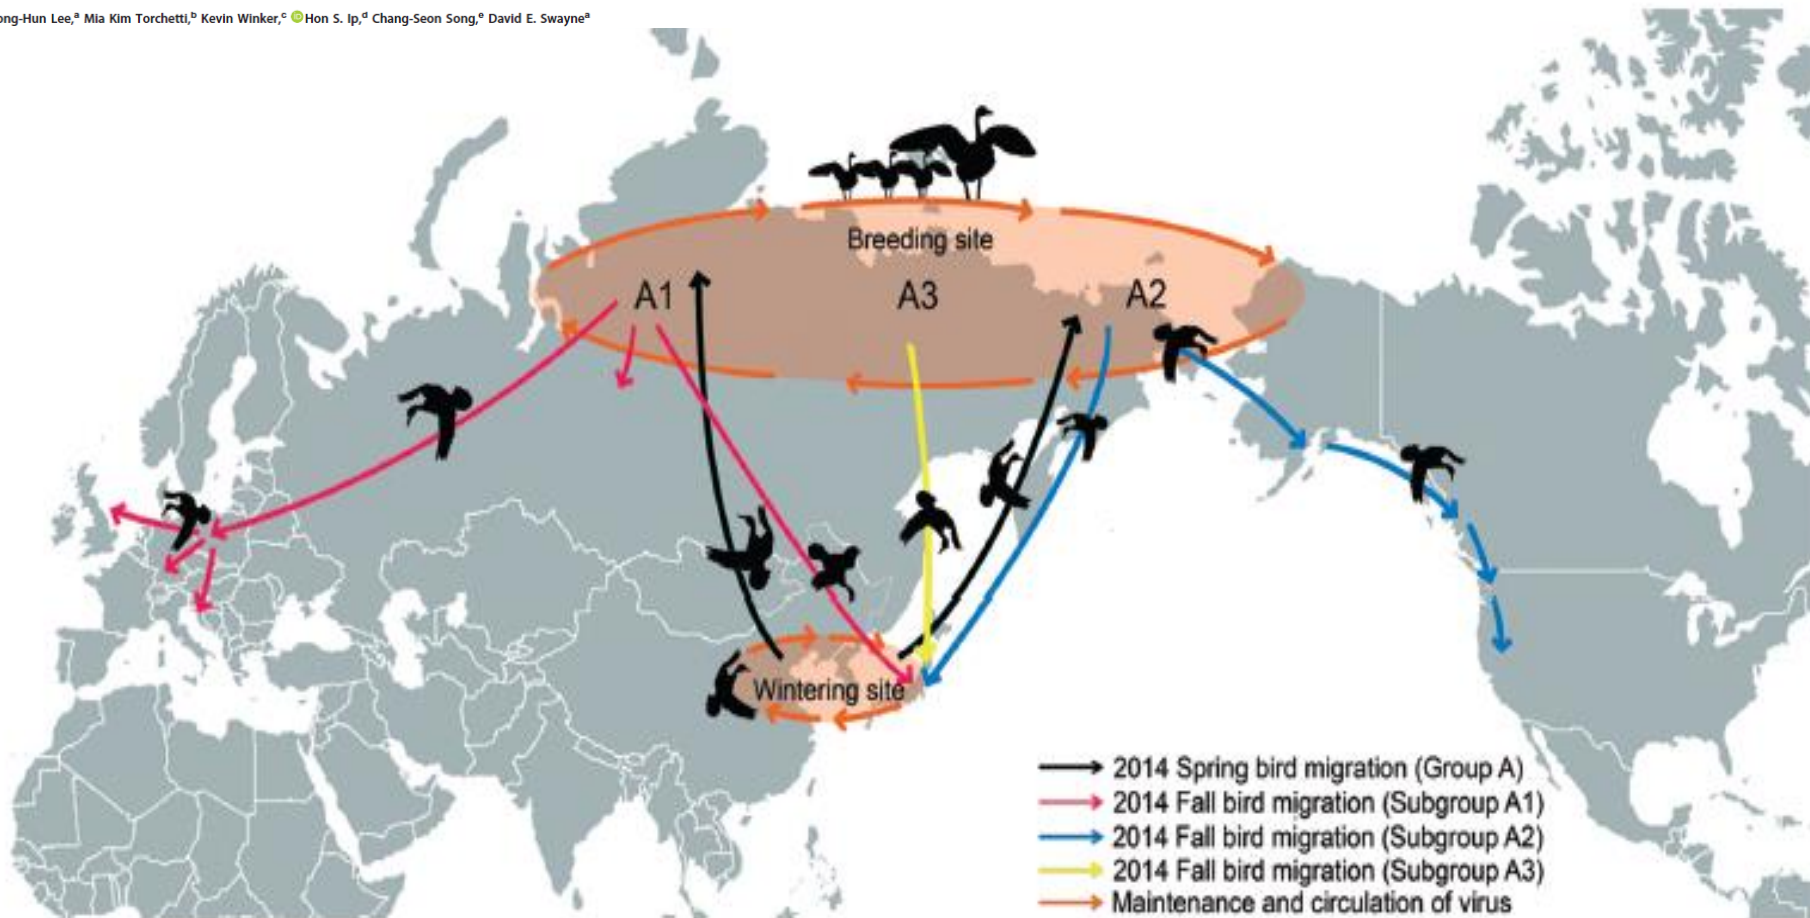 ong-Hun Lee,ᵃ Mia Kim Torchetti,ᵇ Kevin Winker,ᶜ iD Hon S. Ip,ᵈ Chang-Seon Song,ᵉ David E. Swayneᵃ
Breeding site
A1
A3
A2
Wintering site
2014 Spring bird migration (Group A)
2014 Fall bird migration (Subgroup A1)
2014 Fall bird migration (Subgroup A2)
2014 Fall bird migration (Subgroup A3)
Maintenance and circulation of virus